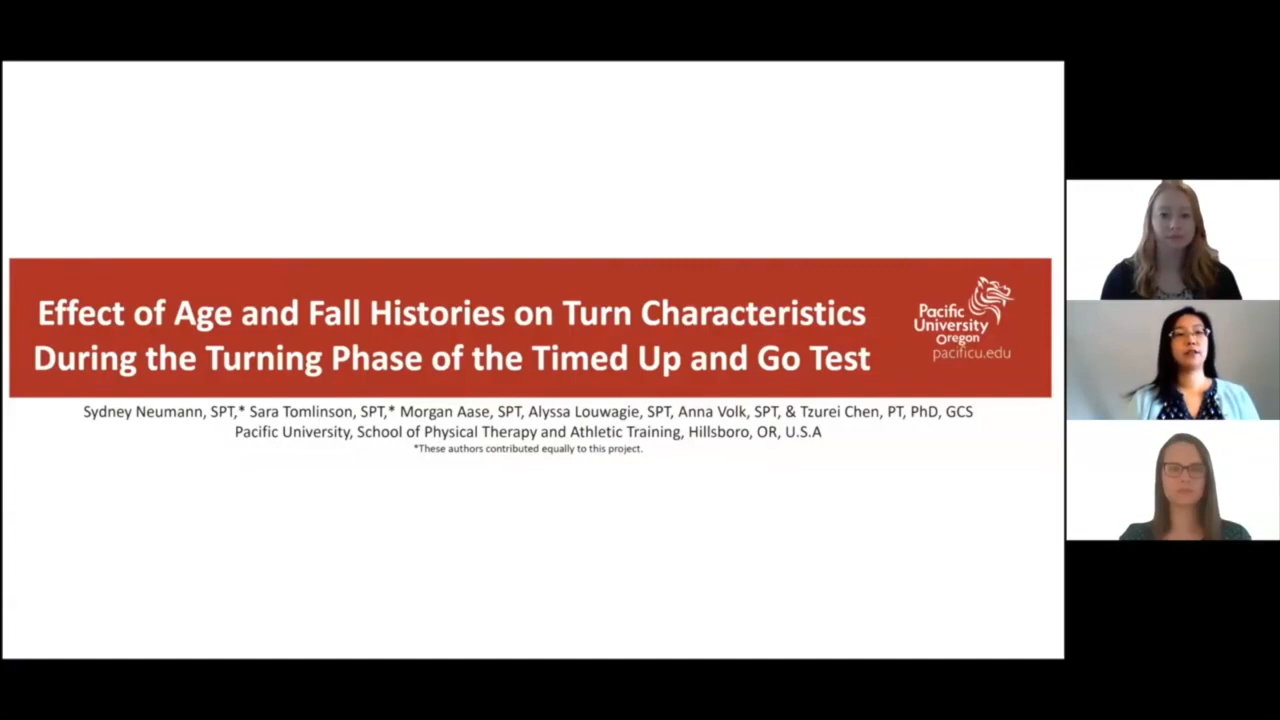 Effect of Age and Fall Histories on Turn Characteristics
During the Turning Phase of the Timed Up and Go Test
Pacific
University
Oregon
pacificu.edu
Sydney Neumann, SPT,* Sara Tomlinson, SPT,* Morgan Aase, SPT, Alyssa Louwagie, SPT, Anna Volk, SPT, & Tzurei Chen, PT, PhD, GCS
Pacific University, School of Physical Therapy and Athletic Training, Hillsboro, OR, U.S.A
*These authors contributed equally to this project.